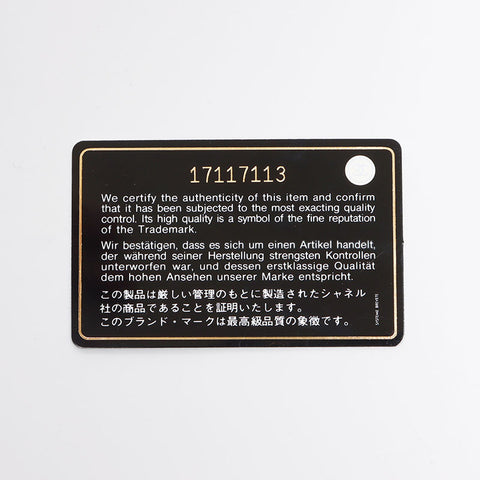 17117113
We certify the authenticity of this item and confirm
that it has been subjected to the most exacting quality
control. Its high quality is a symbol of the fine reputation
of the Trademark.
Wir bestätigen, dass es sich um einen Artikel handelt,
der während seiner Herstellung strengsten Kontrollen
unterworfen war, und dessen erstklassige Qualität
dem hohen Ansehen unserer Marke entspricht.
この製品は厳しい管理のもとに製造されたシャネル
社の商品であることを証明いたします。
このブランド・マークは最高級品質の象徴です。